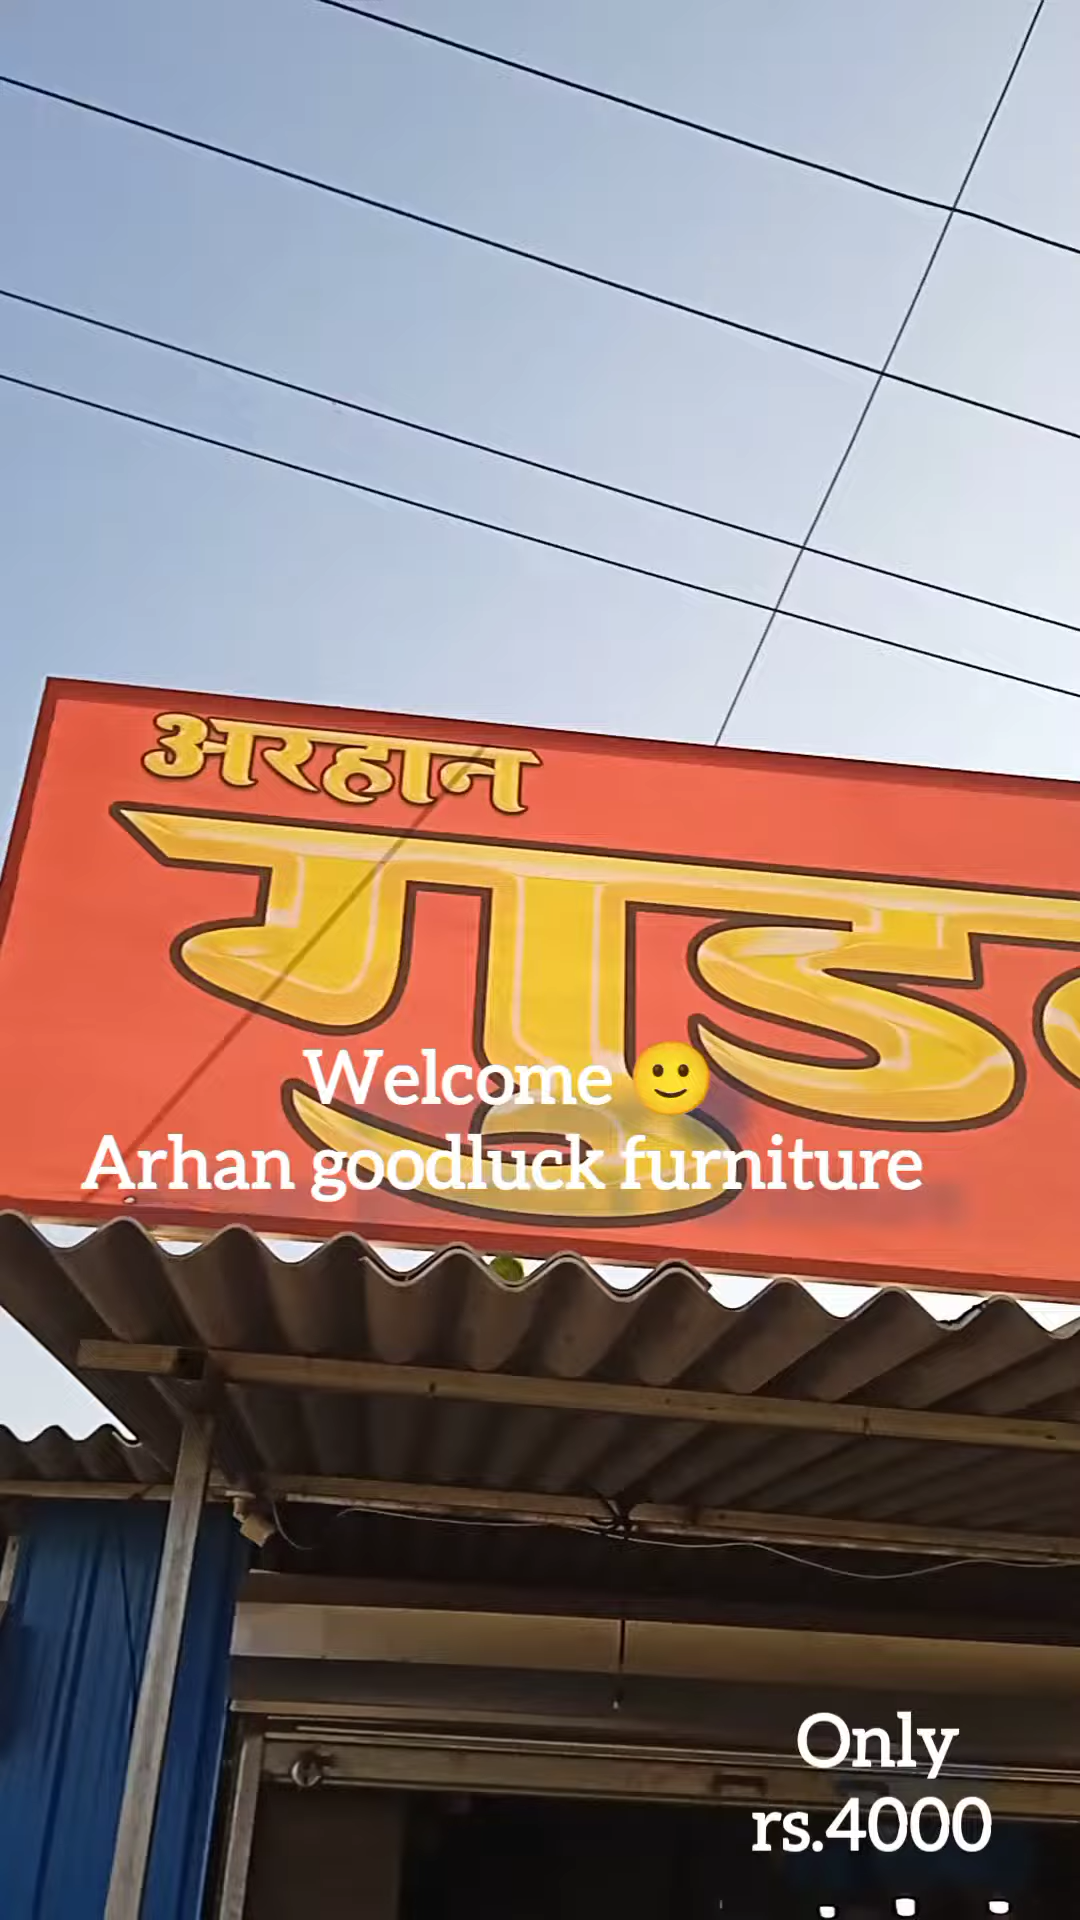 अरहान
गुड
Welcome 🙂
Arhan goodluck furniture
Only
rs.4000